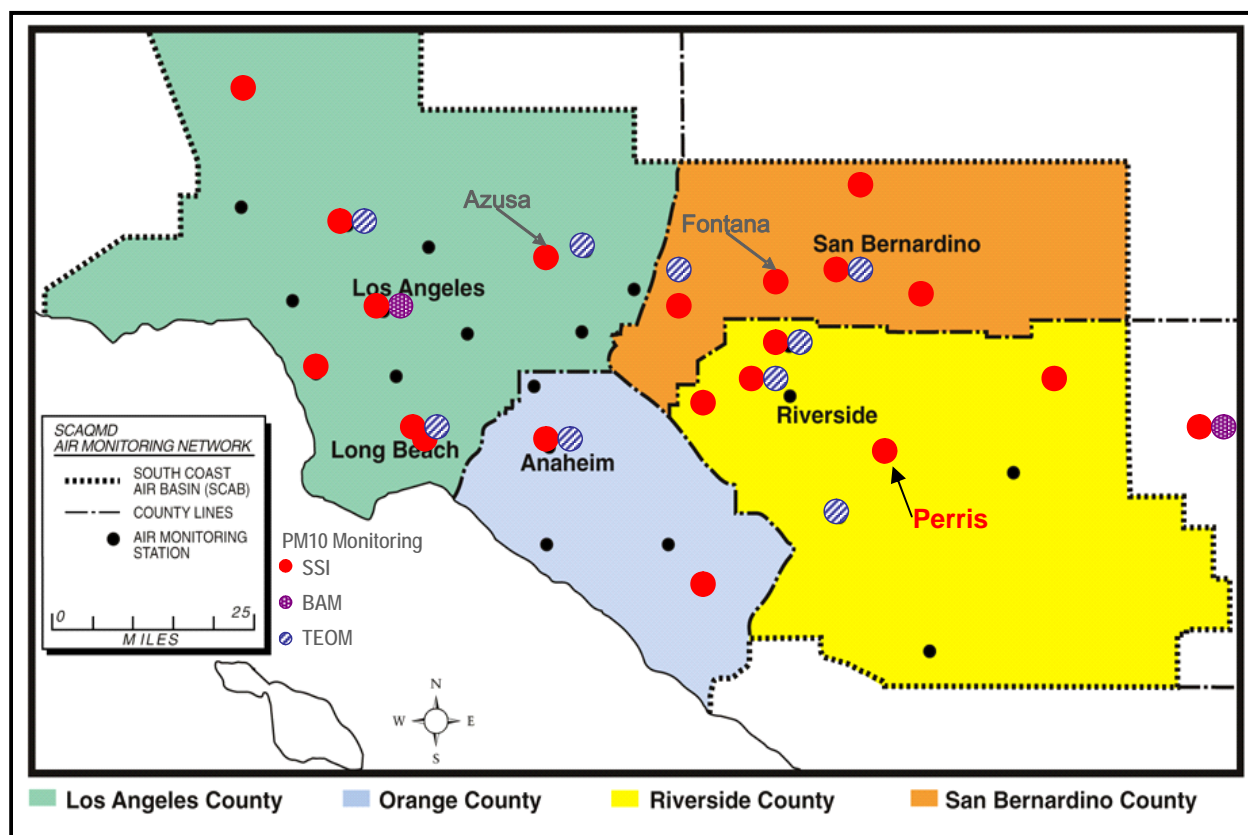 Azusa
Fontana
San Bernardino
Los Angeles
Riverside
Long Beach
Anaheim
Perris
SCAQMD
AIR MONITORING NETWORK
SOUTH COAST
AIR BASIN (SCAB)
COUNTY LINES
AIR MONITORING
STATION
0 25
MILES
PM10 Monitoring
SSI
BAM
TEOM
N
W E
S
Los Angeles County Orange County Riverside County San Bernardino County